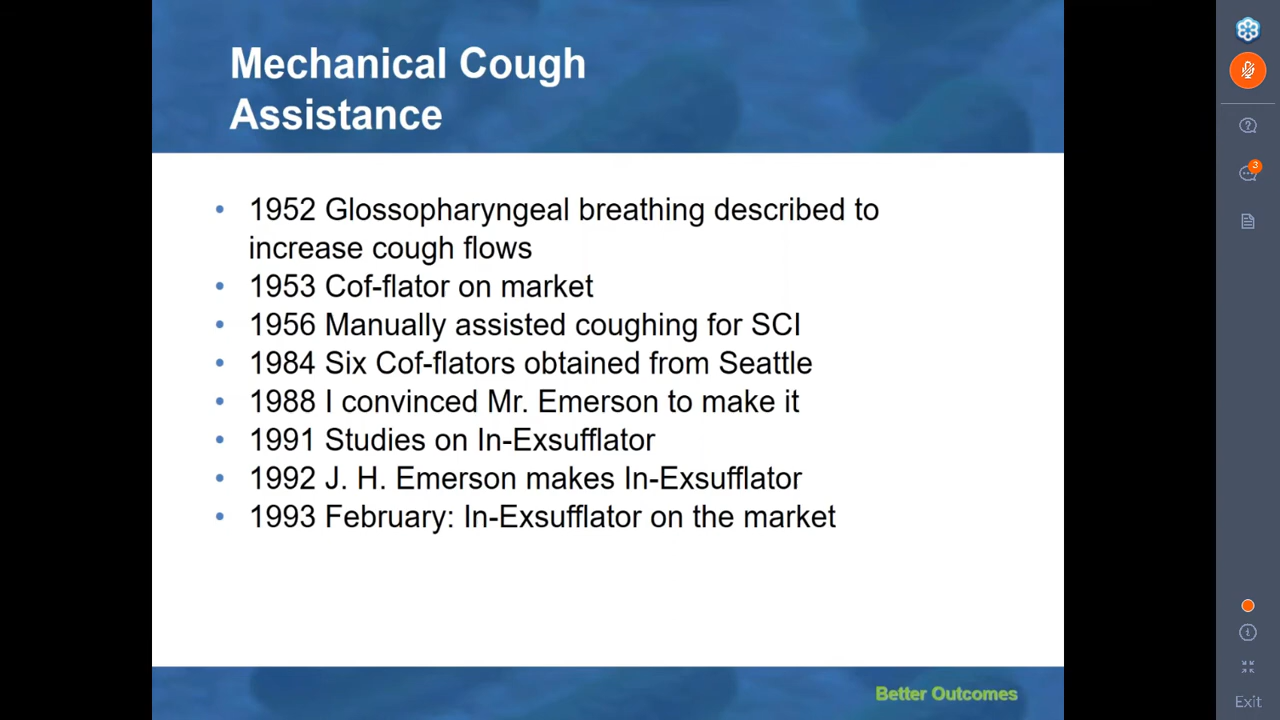 Mechanical Cough
Assistance
• 1952 Glossopharyngeal breathing described to
increase cough flows
• 1953 Cof-flator on market
• 1956 Manually assisted coughing for SCI
• 1984 Six Cof-flators obtained from Seattle
• 1988 I convinced Mr. Emerson to make it
• 1991 Studies on In-Exsufflator
• 1992 J. H. Emerson makes In-Exsufflator
• 1993 February: In-Exsufflator on the market
Better Outcomes
3
Exit